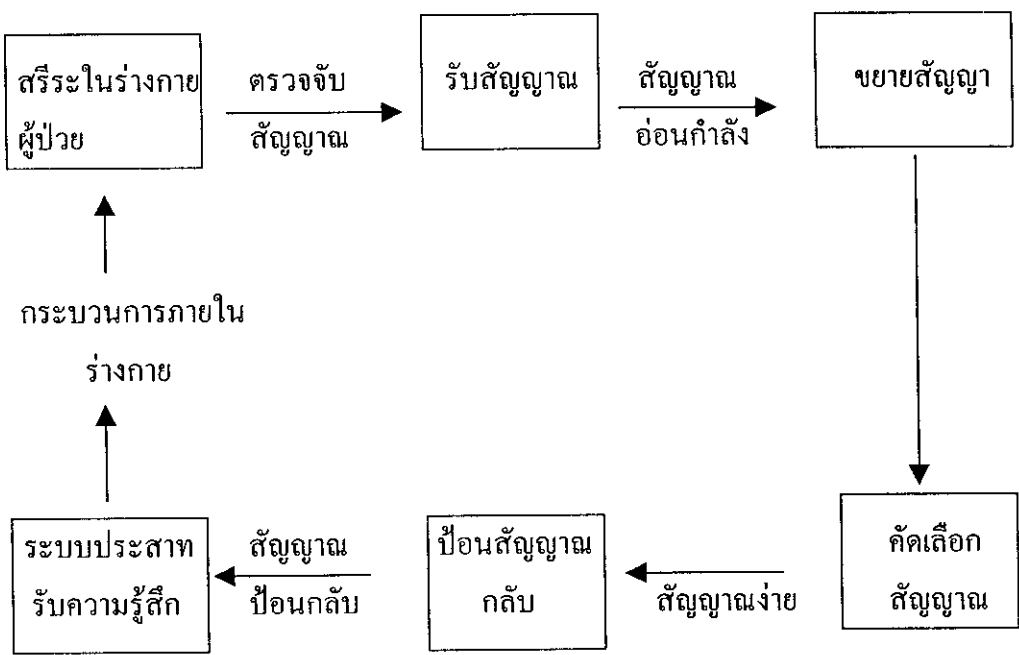 สรีระในร่างกาย
ผู้ป่วย
ตรวจจับ
สัญญาณ
รับสัญญาณ
สัญญาณ
อ่อนกำลัง
ขยายสัญญา
กระบวนการภายใน
ร่างกาย
ระบบประสาท
รับความรู้สึก
สัญญาณ
ป้อนกลับ
ป้อนสัญญาณ
กลับ
สัญญาณง่าย
คัดเลือก
สัญญาณ